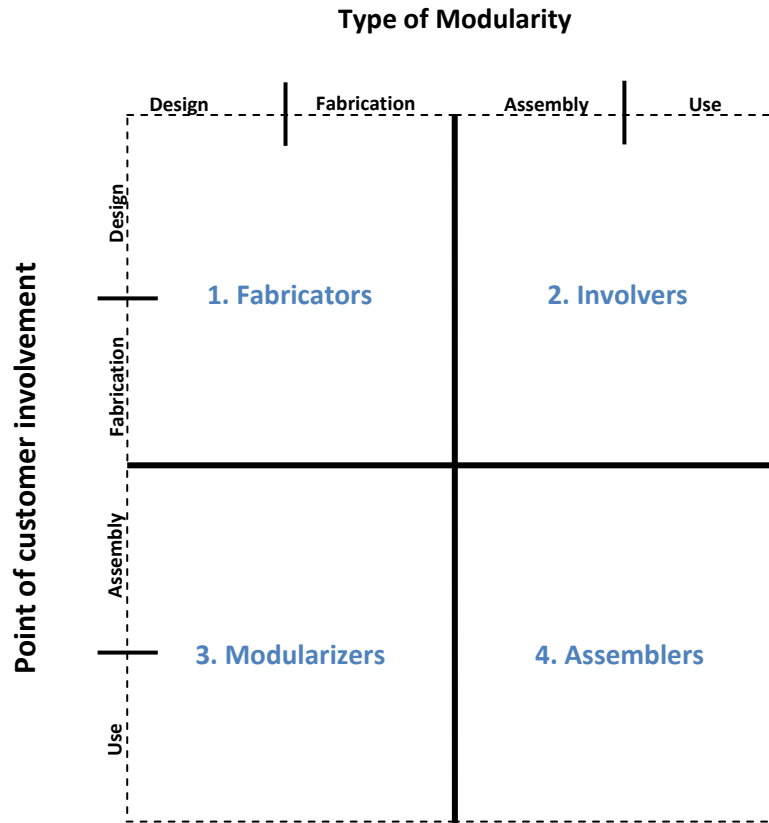 Type of Modularity
Design
Fabrication
Assembly
Use
Point of customer involvement
Design
Fabrication
Assembly
Use
1. Fabricators
2. Involvers
3. Modularizers
4. Assemblers